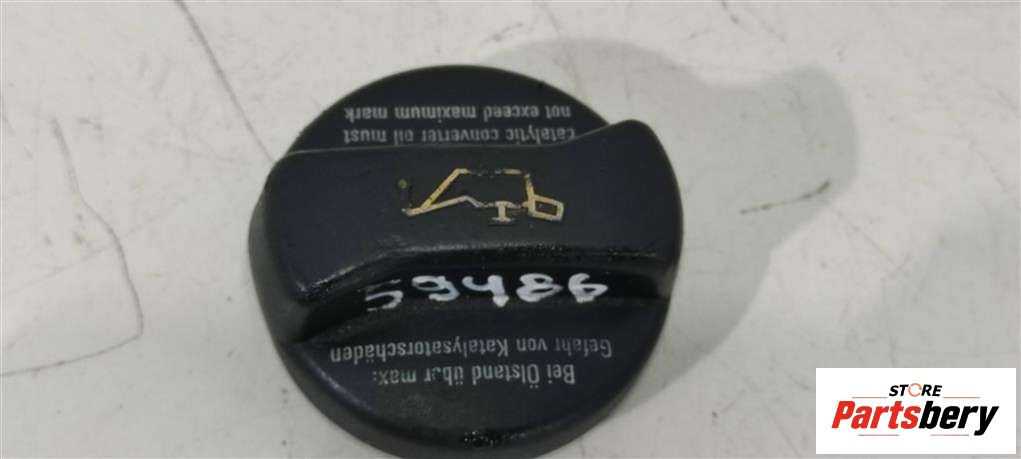 catalytic converter oil must
not exceed maximum mark
59486
Bei Ölstand über max:
Gefahr von Katalysatorschäden
STORE
Partsbery